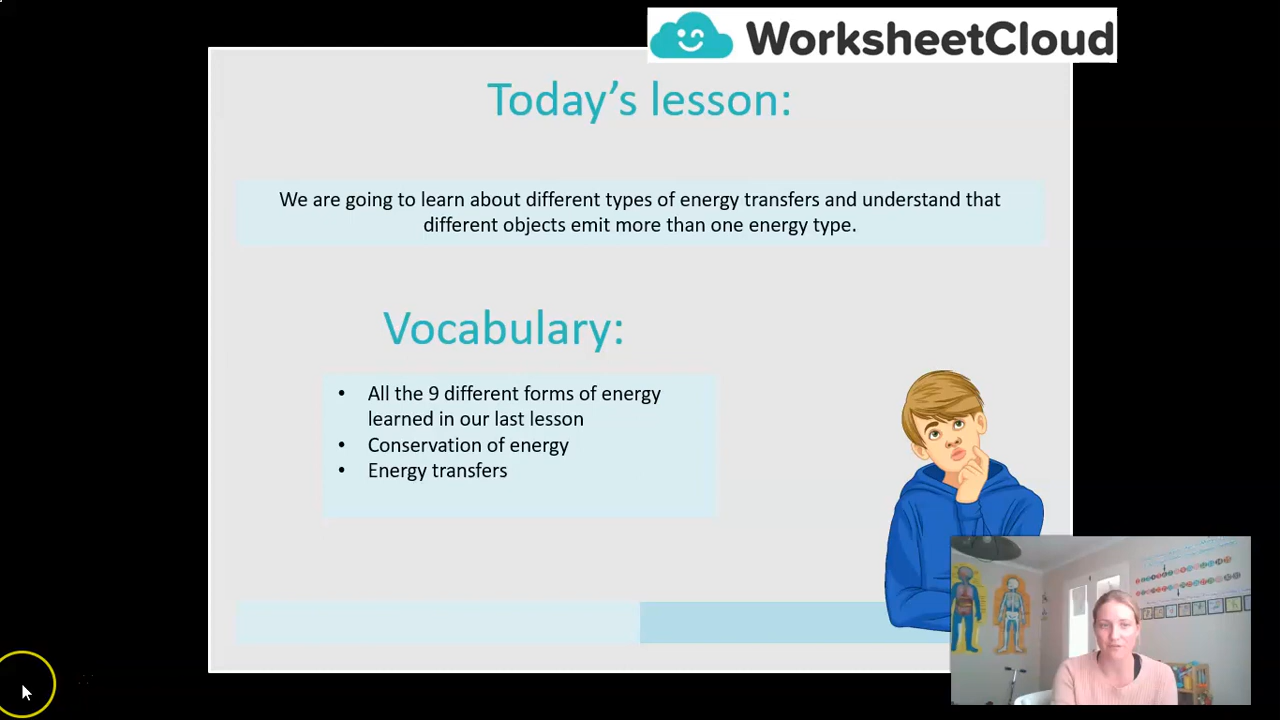 WorksheetCloud
Today's lesson:
We are going to learn about different types of energy transfers and understand that
different objects emit more than one energy type.
Vocabulary:
• All the 9 different forms of energy
learned in our last lesson
• Conservation of energy
• Energy transfers